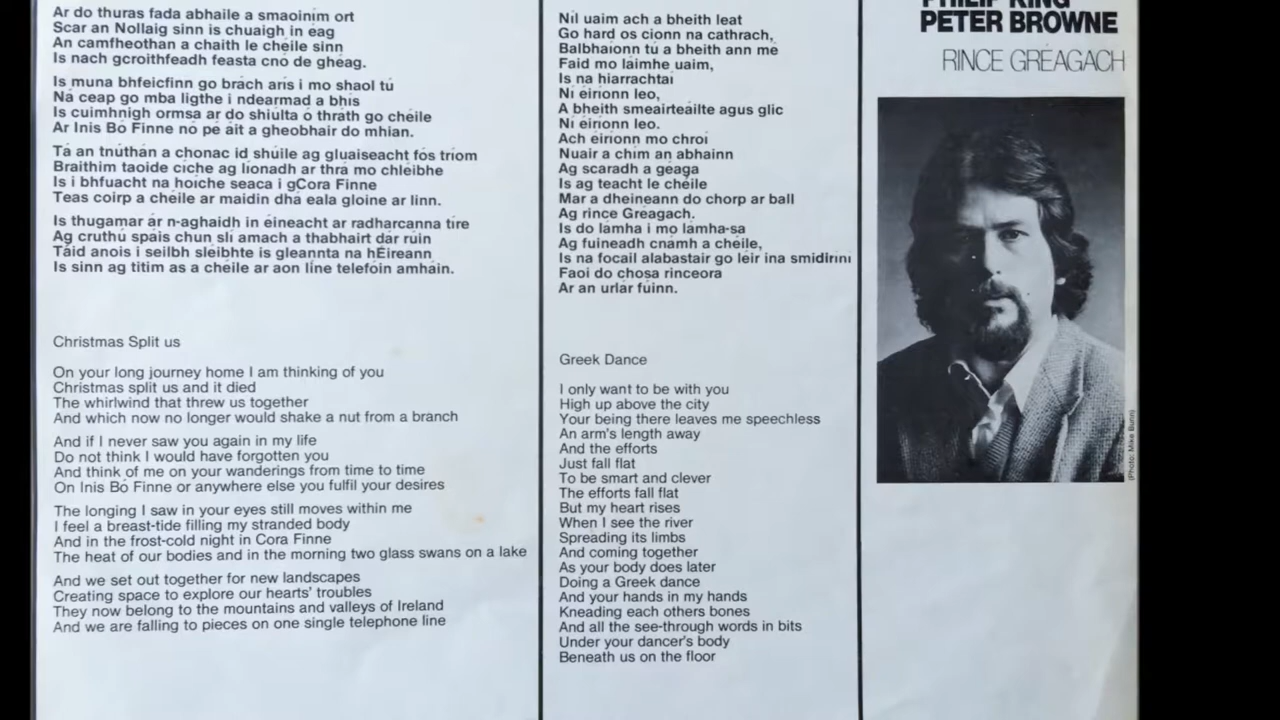 Ar do thuras fada abhaile a smaoiním ort
Scar an Nollaig sinn is chuaigh in éag
An camfheothan a chaith le chéile sinn
Is nach gcroithfeadh feasta cnó de ghéag.
Is muna bhfeicfinn go brách arís i mo shaol tú
Ná ceap go mba ligthe i ndearmad a bhís
Is cuimhnigh ormsa ar do shiúlta ó thráth go chéile
Ar Inis Bó Finne nó pé áit a gheobhair do mhian.
Tá an tnúthán a chonac id shúile ag gluaiseacht fós tríom
Braithim taoide cíche ag líonadh ar thrá mo chléibhe
Is i bhfuacht na hoíche seaca i gCora Finne
Teas coirp a chéile ar maidin dhá eala gloine ar linn.
Is thugamar ár n-aghaidh in éineacht ar radharcanna tíre
Ag cruthú spáis chun slí amach a thabhairt dár rúin
Táid anois i seilbh sléibhte is gleannta na hÉireann
Is sinn ag titim as a chéile ar aon líne telefóin amháin.
Christmas Split us
On your long journey home I am thinking of you
Christmas split us and it died
The whirlwind that threw us together
And which now no longer would shake a nut from a branch
And if I never saw you again in my life
Do not think I would have forgotten you
And think of me on your wanderings from time to time
On Inis Bó Finne or anywhere else you fulfil your desires
The longing I saw in your eyes still moves within me
I feel a breast-tide filling my stranded body
And in the frost-cold night in Cora Finne
The heat of our bodies and in the morning two glass swans on a lake
And we set out together for new landscapes
Creating space to explore our hearts' troubles
They now belong to the mountains and valleys of Ireland
And we are falling to pieces on one single telephone line
Níl uaim ach a bheith leat
Go hard os cionn na cathrach,
Balbhaíonn tú a bheith ann mé
Faid mo láimhe uaim,
Is na hiarrachtaí
Ní éiríonn leo,
A bheith smeairteáilte agus glic
Ní éiríonn leo.
Ach éiríonn mo chroí
Nuair a chím an abhainn
Ag scaradh a géaga
Is ag teacht le chéile
Mar a dheineann do chorp ar ball
Ag rince Gréagach.
Is do lámha i mo lámha-sa
Ag fuineadh cnámh a chéile,
Is na focail alabastair go léir ina smidiríní
Faoi do chosa rinceora
Ar an urlár fúinn.
Greek Dance
I only want to be with you
High up above the city
Your being there leaves me speechless
An arm's length away
And the efforts
Just fall flat
To be smart and clever
The efforts fall flat
But my heart rises
When I see the river
Spreading its limbs
And coming together
As your body does later
Doing a Greek dance
And your hands in my hands
Kneading each others bones
And all the see-through words in bits
Under your dancer's body
Beneath us on the floor
PHILIP KING
PETER BROWNE
RINCE GRÉAGACH
(Photo: Mike Bunn)